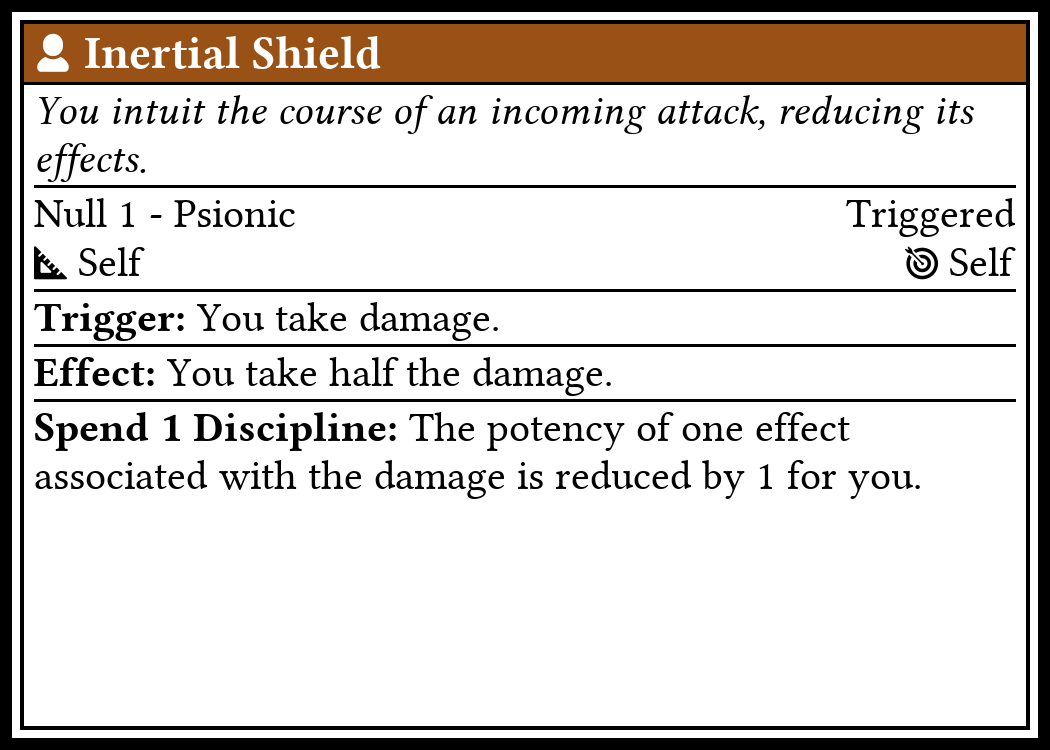 Inertial Shield
You intuit the course of an incoming attack, reducing its
effects.
Null 1 - Psionic Triggered
Self Self
Trigger: You take damage.
Effect: You take half the damage.
Spend 1 Discipline: The potency of one effect
associated with the damage is reduced by 1 for you.